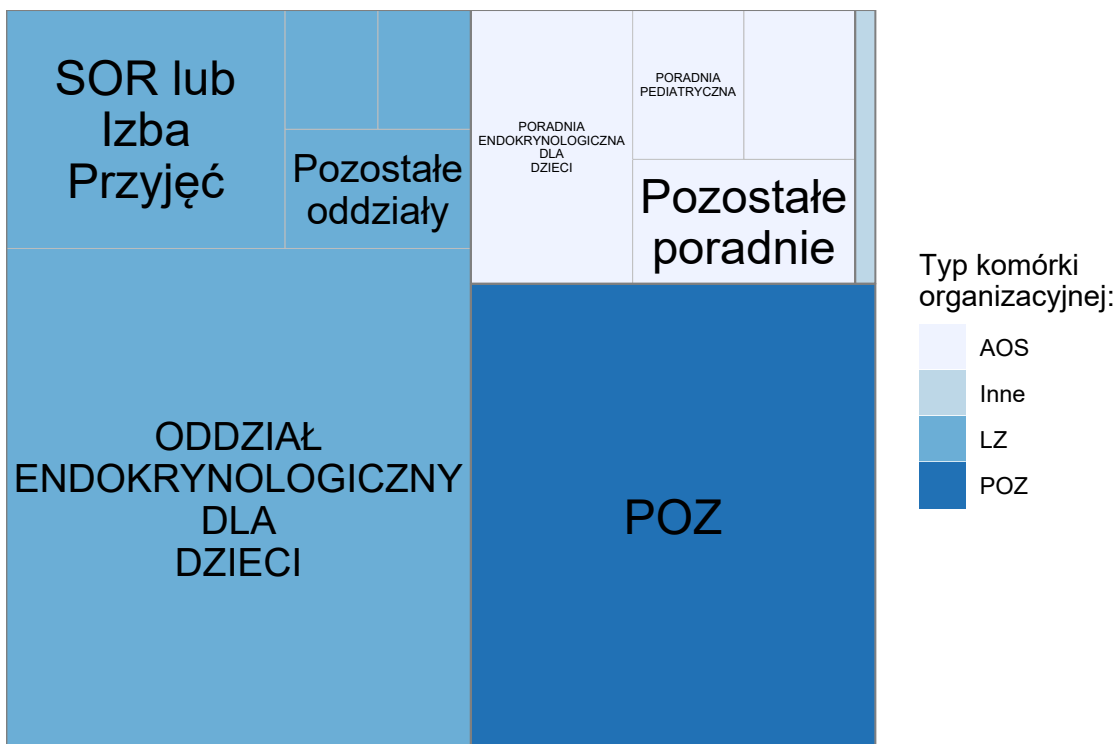 SOR lub
Izba
Przyjęć
Pozostałe
oddziały
ODDZIAŁ
ENDOKRYNOLOGICZNY
DLA
DZIECI
PORADNIA
ENDOKRYNOLOGICZNA
DLA
DZIECI
PORADNIA
PEDIATRYCZNA
Pozostałe
poradnie
POZ
Typ komórki
organizacyjnej:
AOS
Inne
LZ
POZ